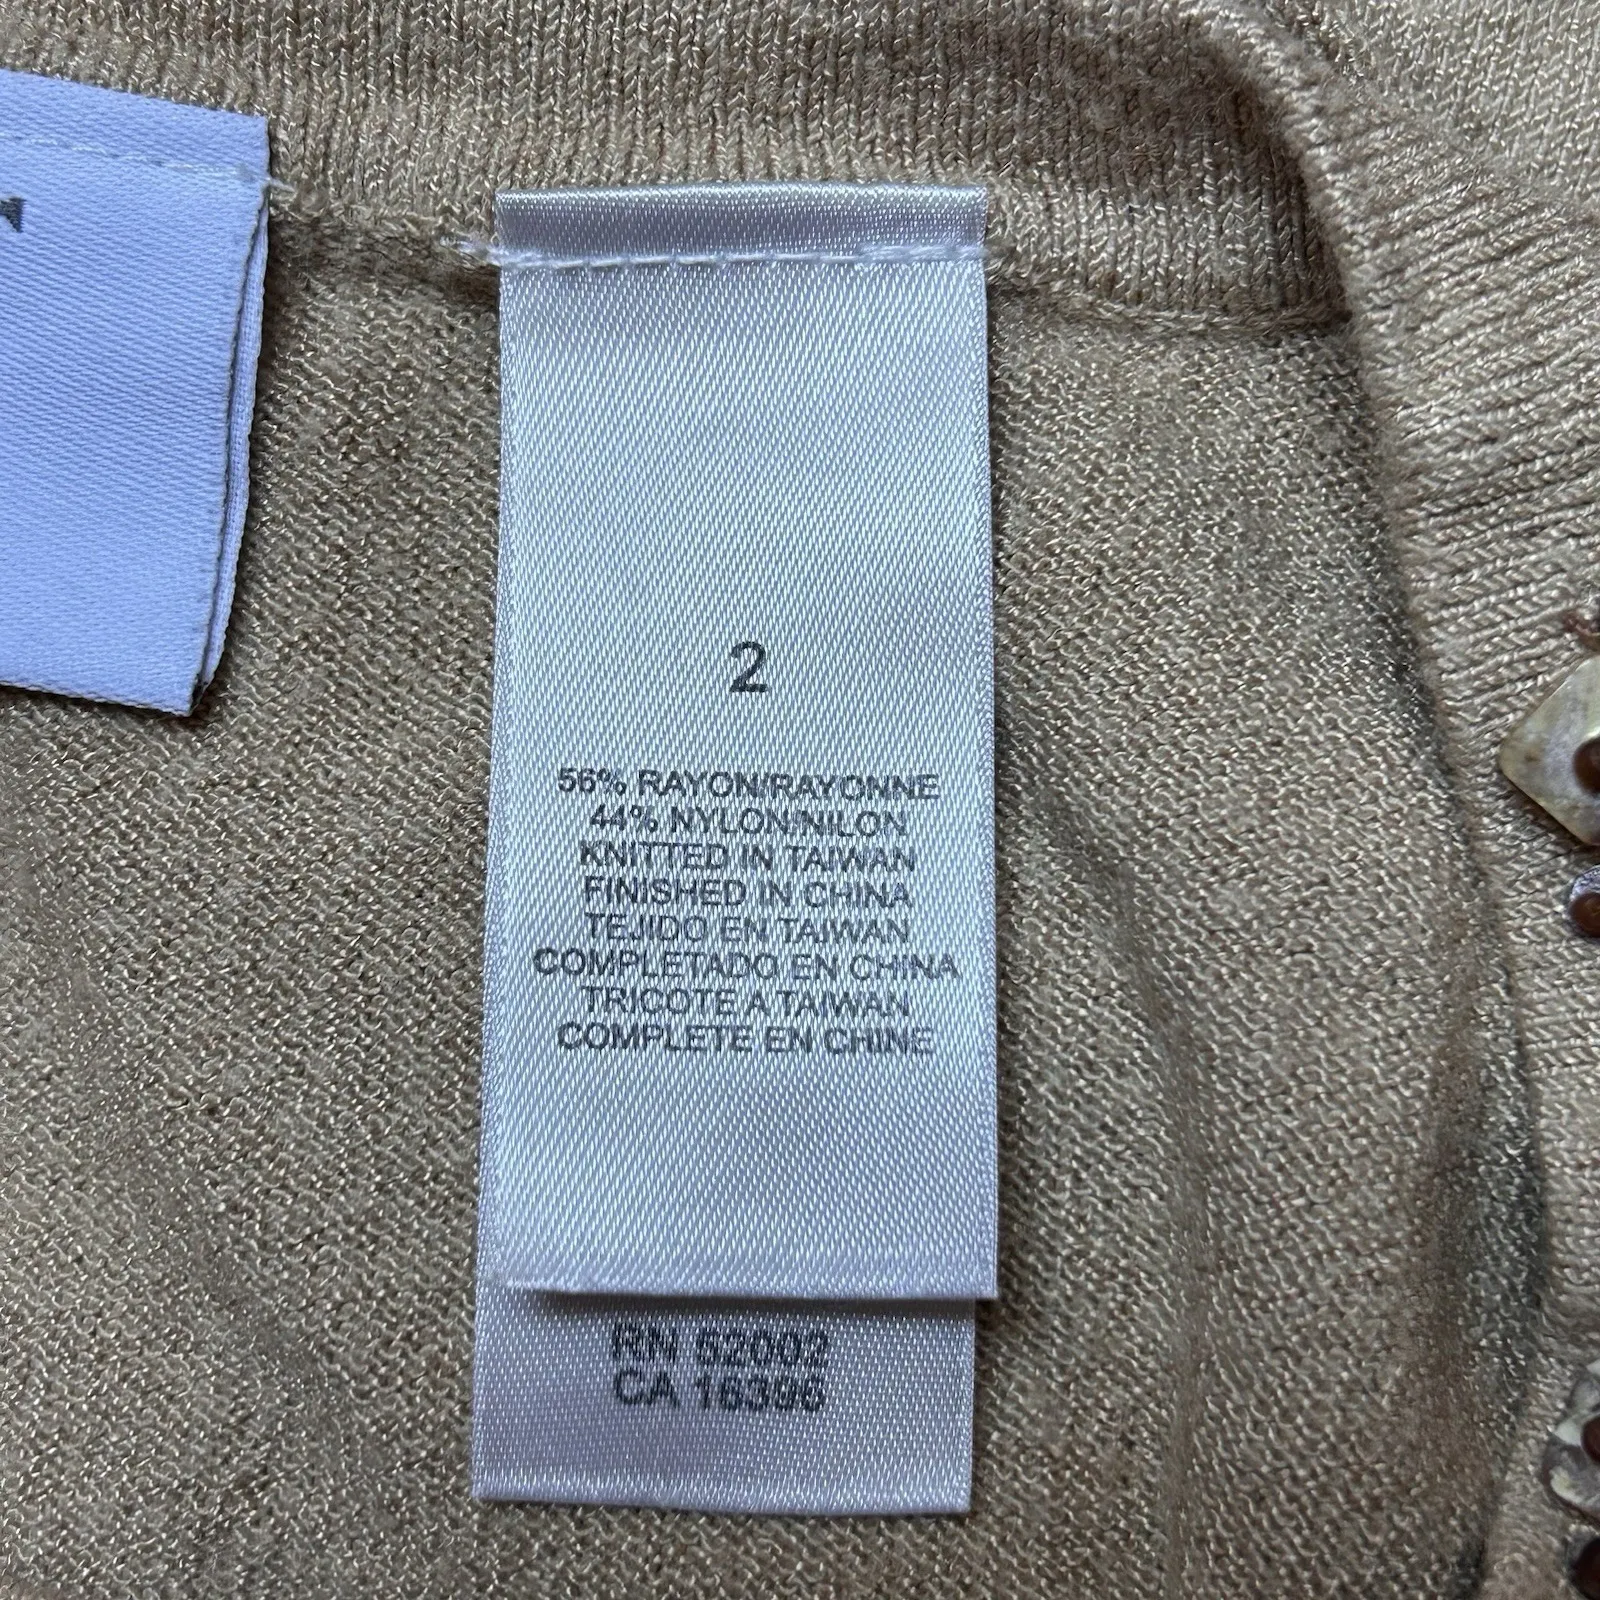 2
56% RAYON/RAYONNE
44% NYLON/NILON
KNITTED IN TAIWAN
FINISHED IN CHINA
TEJIDO EN TAIWAN
COMPLETADO EN CHINA
TRICOTE A TAIWAN
COMPLETE EN CHINE
RN 52002
CA 16396